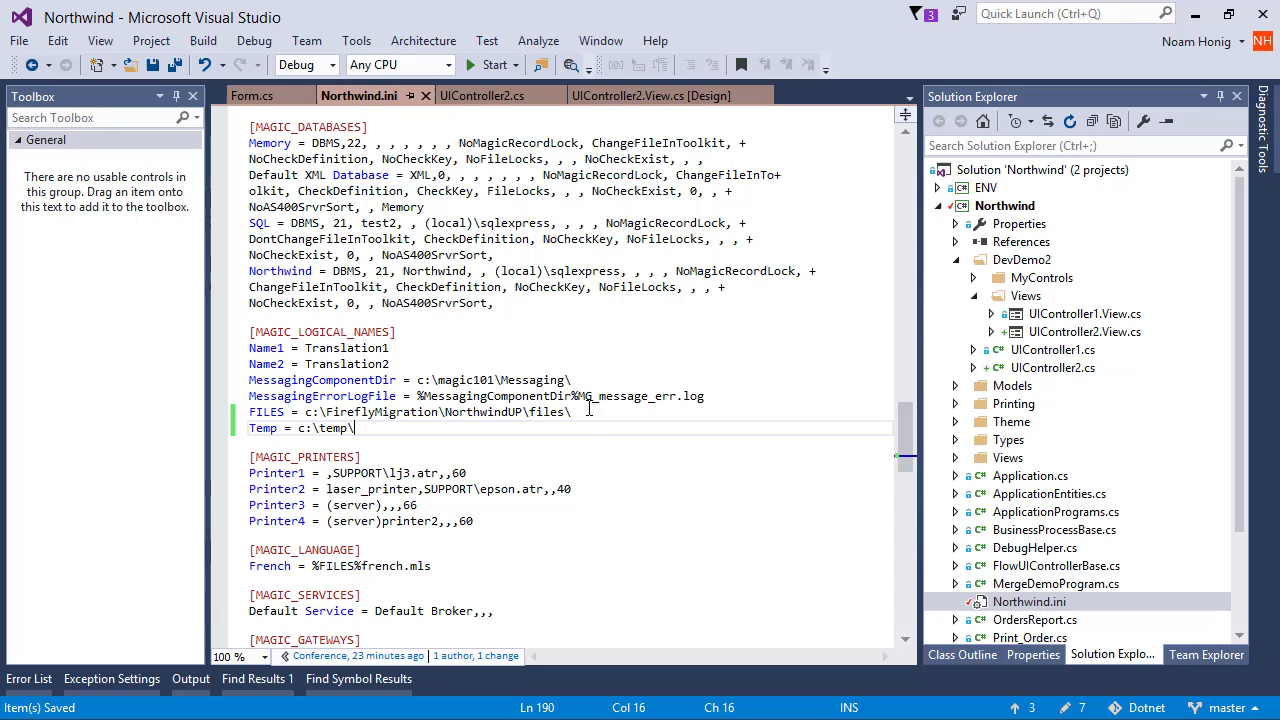 Northwind - Microsoft Visual Studio
3
Quick Launch (Ctrl+Q)
File Edit View Project Build Debug Team Tools Architecture Test Analyze Window Help
Noam Honig
NH
Debug
Any CPU
Start
Toolbox
Search Toolbox
General
There are no usable controls in
this group. Drag an item onto
this text to add it to the toolbox.
Form.cs
Northwind.ini
UIController2.cs
UIController2.View.cs [Design]
[MAGIC_DATABASES]
Memory = DBMS,22, , , , , , , NoMagicRecordLock, ChangeFileInToolkit, +
NoCheckDefinition, NoCheckKey, NoFileLocks, , , NoCheckExist, , ,
Default XML Database = XML,0, , , , , , , NoMagicRecordLock, ChangeFileInTo+
olkit, CheckDefinition, CheckKey, FileLocks, , , NoCheckExist, 0, , +
NoAS400SrvrSort, , Memory
SQL = DBMS, 21, test2, , (local)\sqlexpress, , , , NoMagicRecordLock, +
DontChangeFileInToolkit, CheckDefinition, NoCheckKey, NoFileLocks, , , +
NoCheckExist, 0, , NoAS400SrvrSort,
Northwind = DBMS, 21, Northwind, , (local)\sqlexpress, , , , NoMagicRecordLock, +
ChangeFileInToolkit, CheckDefinition, NoCheckKey, NoFileLocks, , , +
NoCheckExist, 0, , NoAS400SrvrSort,
[MAGIC_LOGICAL_NAMES]
Name1 = Translation1
Name2 = Translation2
MessagingComponentDir = c:\magic101\Messaging\
MessagingErrorLogFile = %MessagingComponentDir%MG_message_err.log
FILES = c:\FireflyMigration\NorthwindUP\files\
Temp = c:\temp\
[MAGIC_PRINTERS]
Printer1 = ,SUPPORT\lj3.atr,,60
Printer2 = laser_printer,SUPPORT\epson.atr,,40
Printer3 = (server),,,66
Printer4 = (server)printer2,,,60
[MAGIC_LANGUAGE]
French = %FILES%french.mls
[MAGIC_SERVICES]
Default Service = Default Broker,,,
[MAGIC_GATEWAYS]
100 %
Conference, 23 minutes ago | 1 author, 1 change
Solution Explorer
Search Solution Explorer (Ctrl+;)
Solution 'Northwind' (2 projects)
ENV
Northwind
Properties
References
DevDemo2
MyControls
Views
UIController1.View.cs
UIController2.View.cs
UIController1.cs
UIController2.cs
Models
Printing
Theme
Types
Views
Application.cs
ApplicationEntities.cs
ApplicationPrograms.cs
BusinessProcessBase.cs
DebugHelper.cs
FlowUIControllerBase.cs
MergeDemoProgram.cs
Northwind.ini
OrdersReport.cs
Print_Order.cs
Class Outline
Properties
Solution Explo...
Team Explorer
Diagnostic Tools
Error List
Exception Settings
Output
Find Results 1
Find Symbol Results
Item(s) Saved
Ln 190
Col 16
Ch 16
INS
3
7
Dotnet
master